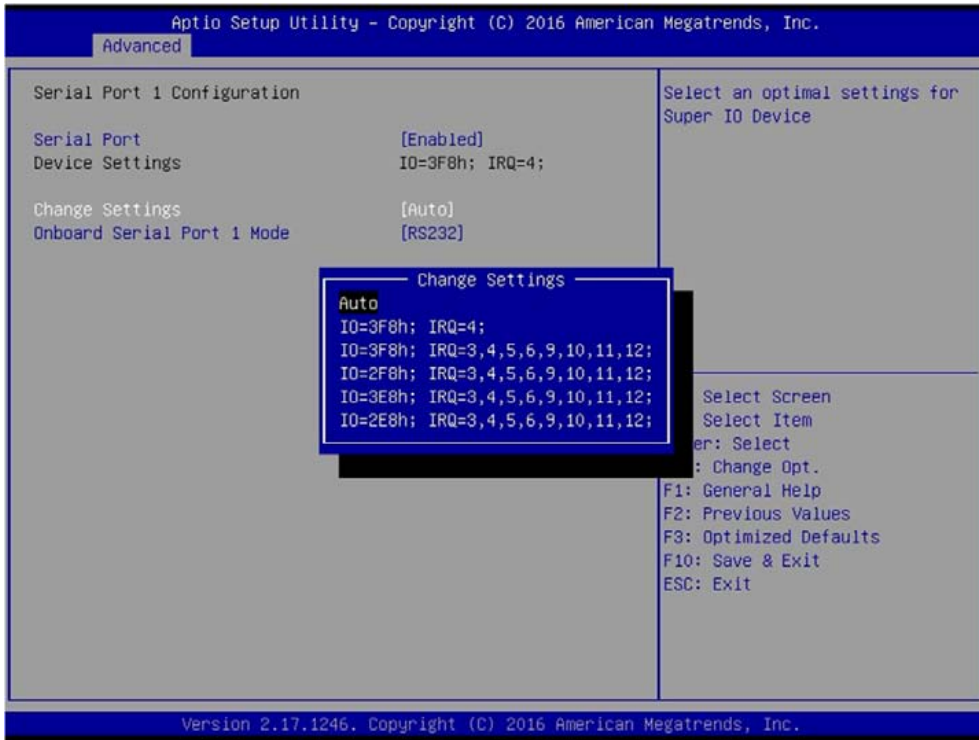 Aptio Setup Utility – Copyright (C) 2016 American Megatrends, Inc.
Advanced
Serial Port 1 Configuration
Serial Port [Enabled]
Device Settings IO=3F8h; IRQ=4;
Change Settings [Auto]
Onboard Serial Port 1 Mode [RS232]
Select an optimal settings for
Super IO Device
Change Settings
Auto
IO=3F8h; IRQ=4;
IO=3F8h; IRQ=3,4,5,6,9,10,11,12;
IO=2F8h; IRQ=3,4,5,6,9,10,11,12;
IO=3E8h; IRQ=3,4,5,6,9,10,11,12;
IO=2E8h; IRQ=3,4,5,6,9,10,11,12;
Select Screen
Select Item
er: Select
: Change Opt.
F1: General Help
F2: Previous Values
F3: Optimized Defaults
F10: Save & Exit
ESC: Exit
Version 2.17.1246. Copyright (C) 2016 American Megatrends, Inc.